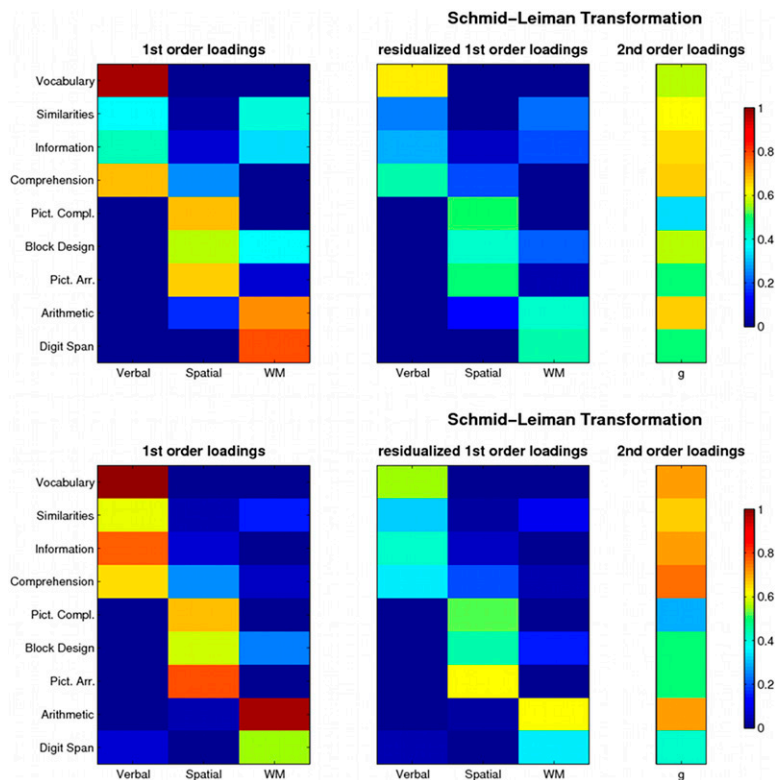 Schmid−Leiman Transformation
1st order loadings
residualized 1st order loadings
2nd order loadings
Vocabulary
Similarities
Information
Comprehension
Pict. Compl.
Block Design
Pict. Arr.
Arithmetic
Digit Span
Verbal Spatial WM
Verbal Spatial WM
g
1
0.8
0.6
0.4
0.2
0
Schmid−Leiman Transformation
1st order loadings
residualized 1st order loadings
2nd order loadings
Vocabulary
Similarities
Information
Comprehension
Pict. Compl.
Block Design
Pict. Arr.
Arithmetic
Digit Span
Verbal Spatial WM
Verbal Spatial WM
g
1
0.8
0.6
0.4
0.2
0